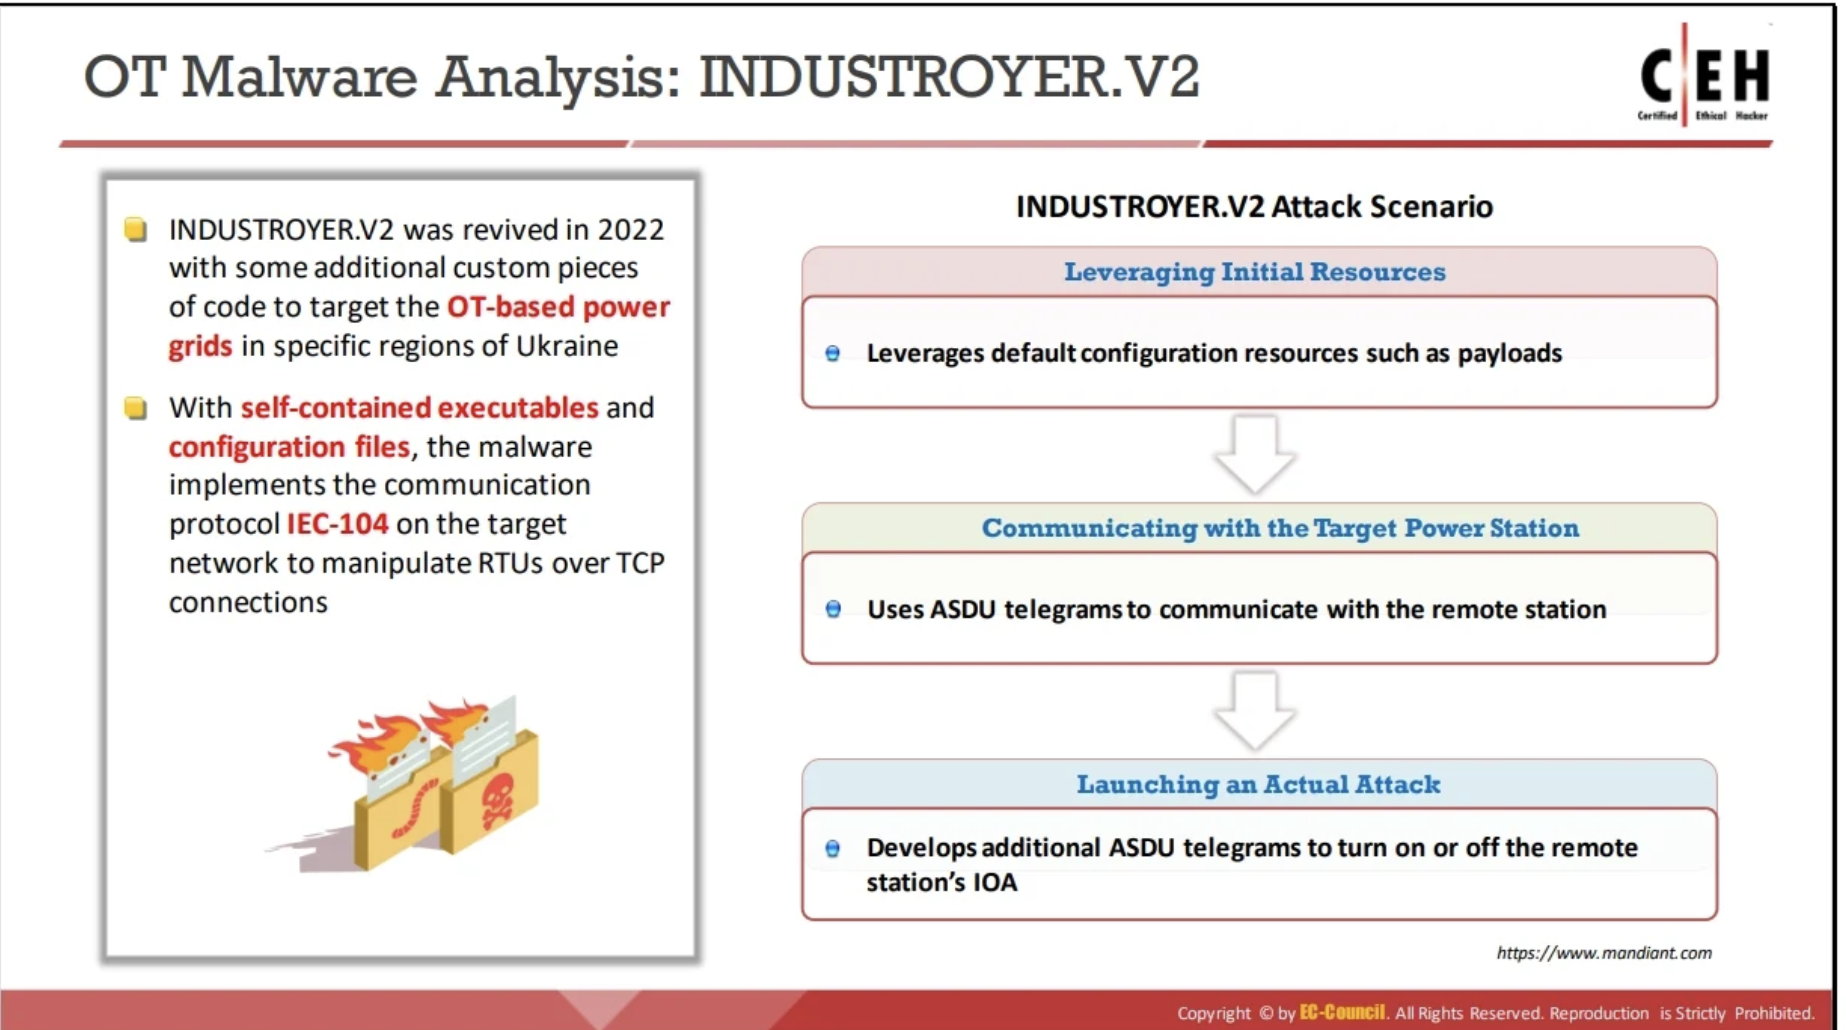 OT Malware Analysis: INDUSTROYER.V2
C|EH
Certified Ethical Hacker
INDUSTROYER.V2 was revived in 2022
with some additional custom pieces
of code to target the OT-based power
grids in specific regions of Ukraine
With self-contained executables and
configuration files, the malware
implements the communication
protocol IEC-104 on the target
network to manipulate RTUs over TCP
connections
INDUSTROYER.V2 Attack Scenario
Leveraging Initial Resources
Leverages default configuration resources such as payloads
Communicating with the Target Power Station
Uses ASDU telegrams to communicate with the remote station
Launching an Actual Attack
Develops additional ASDU telegrams to turn on or off the remote
station's IOA
https://www.mandiant.com
Copyright © by EC-Council. All Rights Reserved. Reproduction is Strictly Prohibited.